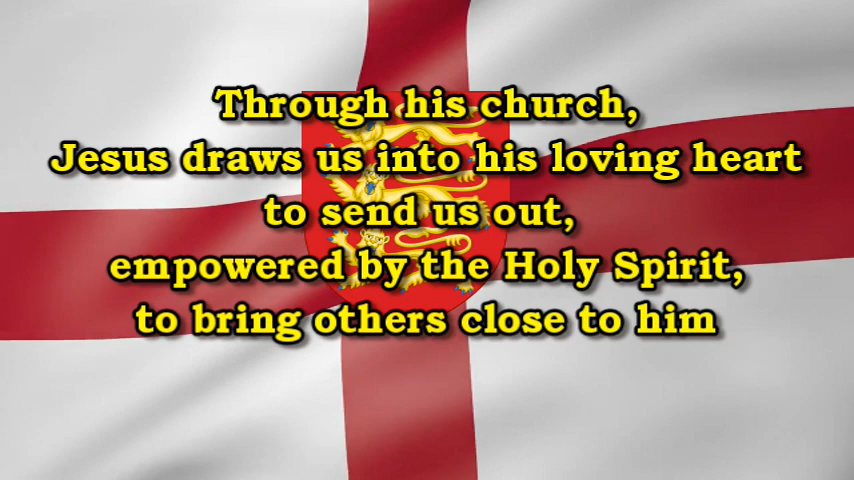 Through his church,
Jesus draws us into his loving heart
to send us out,
empowered by the Holy Spirit,
to bring others close to him